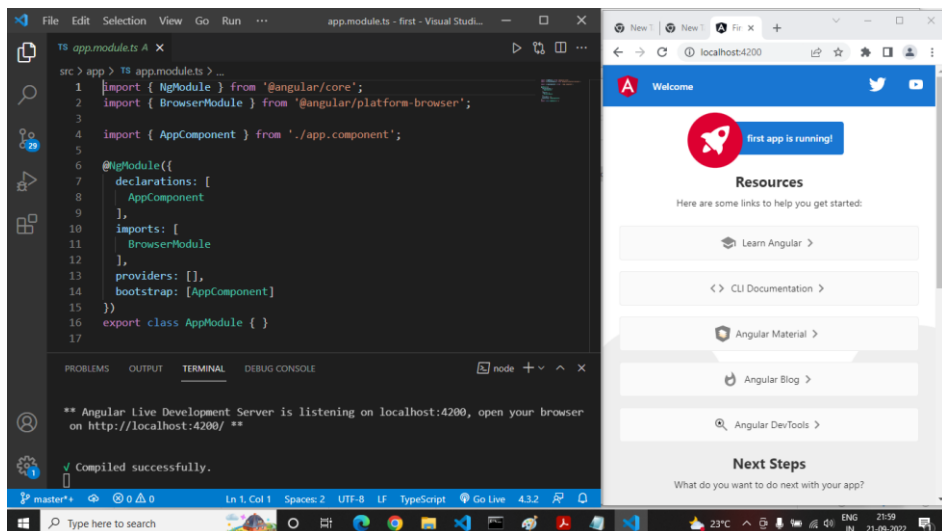 File Edit Selection View Go Run ··· app.module.ts - first - Visual Studi...
TS app.module.ts A
src > app > TS app.module.ts > ...
1 import { NgModule } from '@angular/core';
2 import { BrowserModule } from '@angular/platform-browser';
3
4 import { AppComponent } from './app.component';
5
6 @NgModule({
7 declarations: [
8 AppComponent
9 ],
10 imports: [
11 BrowserModule
12 ],
13 providers: [],
14 bootstrap: [AppComponent]
15 })
16 export class AppModule { }
17
29
PROBLEMS OUTPUT TERMINAL DEBUG CONSOLE node
** Angular Live Development Server is listening on localhost:4200, open your browser
on http://localhost:4200/ **
√ Compiled successfully.
1
master*+ 0 0 Ln 1, Col 1 Spaces: 2 UTF-8 LF TypeScript Go Live 4.3.2
New T New T Fir
localhost:4200
Welcome
first app is running!
Resources
Here are some links to help you get started:
Learn Angular
CLI Documentation
Angular Material
Angular Blog
Angular DevTools
Next Steps
What do you want to do next with your app?
Type here to search 23°C ENG 21:59
IN 21-09-2022